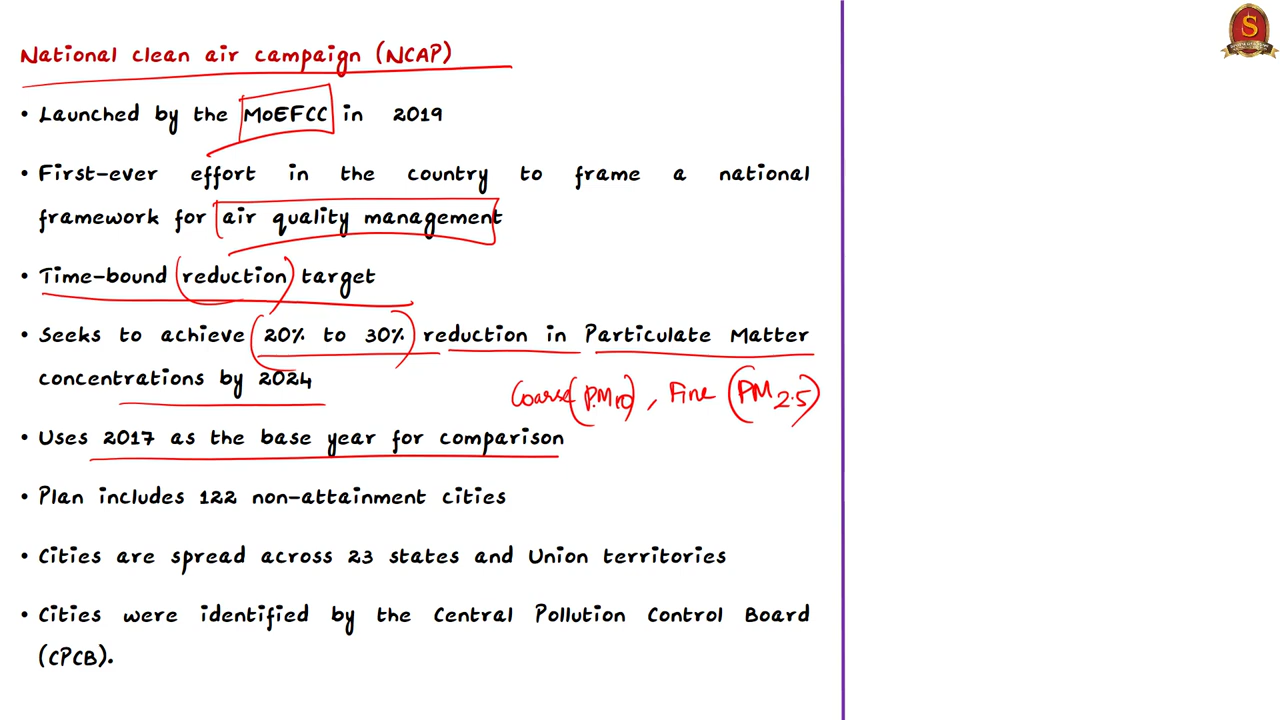 National clean air campaign (NCAP)
• Launched by the MoEFCC in 2019
• First-ever effort in the country to frame a national
framework for air quality management
• Time-bound reduction target
• Seeks to achieve 20% to 30% reduction in Particulate Matter
concentrations by 2024
Coarse (P.M10), Fine (PM2.5)
• Uses 2017 as the base year for comparison
• Plan includes 122 non-attainment cities
• Cities are spread across 23 states and Union territories
• Cities were identified by the Central Pollution Control Board
(CPCB).
S